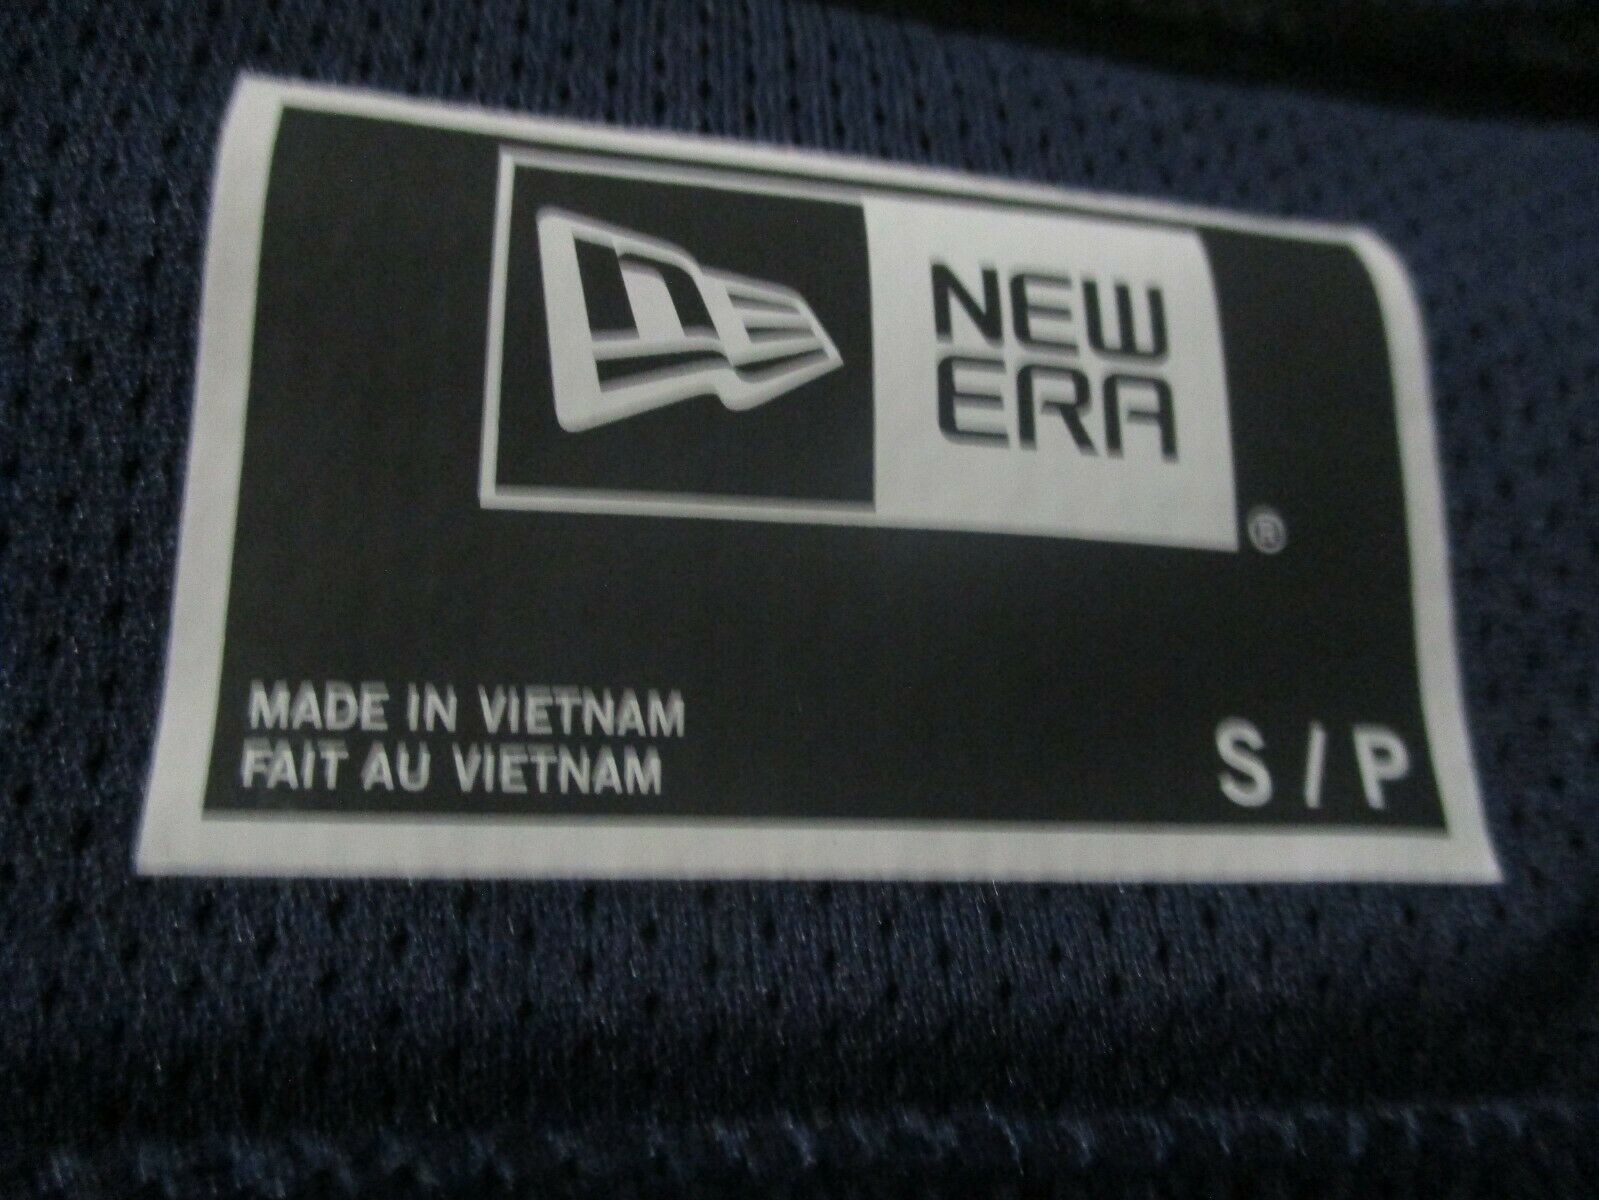 NEW
ERA
®
MADE IN VIETNAM
FAIT AU VIETNAM
S / P